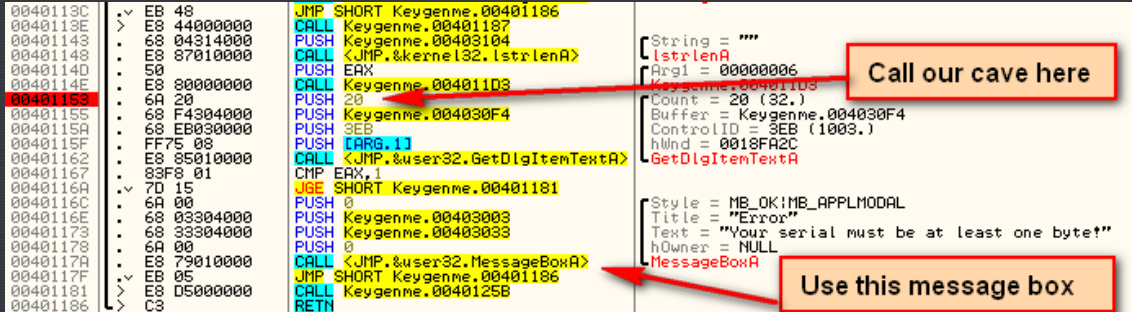 0040113C .˅ EB 48 JMP SHORT Keygenme.00401186
0040113E > E8 44000000 CALL Keygenme.00401187
00401143 . 68 04314000 PUSH Keygenme.00403104 String = ""
00401148 . E8 87010000 CALL <JMP.&kernel32.lstrlenA> lstrlenA
0040114D . 50 PUSH EAX Arg1 = 00000006
0040114E . E8 80000000 CALL Keygenme.004011D3 Keygenme.004011D3
00401153 . 6A 20 PUSH 20 Count = 20 (32.)
00401155 . 68 F4304000 PUSH Keygenme.004030F4 Buffer = Keygenme.004030F4
0040115A . 68 EB030000 PUSH 3EB ControlID = 3EB (1003.)
0040115F . FF75 08 PUSH [ARG.1] hWnd = 0018FA2C
00401162 . E8 85010000 CALL <JMP.&user32.GetDlgItemTextA> GetDlgItemTextA
00401167 . 83F8 01 CMP EAX,1
0040116A .˅ 7D 15 JGE SHORT Keygenme.00401181
0040116C . 6A 00 PUSH 0 Style = MB_OK|MB_APPLMODAL
0040116E . 68 03304000 PUSH Keygenme.00403003 Title = "Error"
00401173 . 68 33304000 PUSH Keygenme.00403033 Text = "Your serial must be at least one byte!"
00401178 . 6A 00 PUSH 0 hOwner = NULL
0040117A . E8 79010000 CALL <JMP.&user32.MessageBoxA> MessageBoxA
0040117F .˅ EB 05 JMP SHORT Keygenme.00401186
00401181 > E8 D5000000 CALL Keygenme.0040125B
00401186 > C3 RETN
Call our cave here
Use this message box